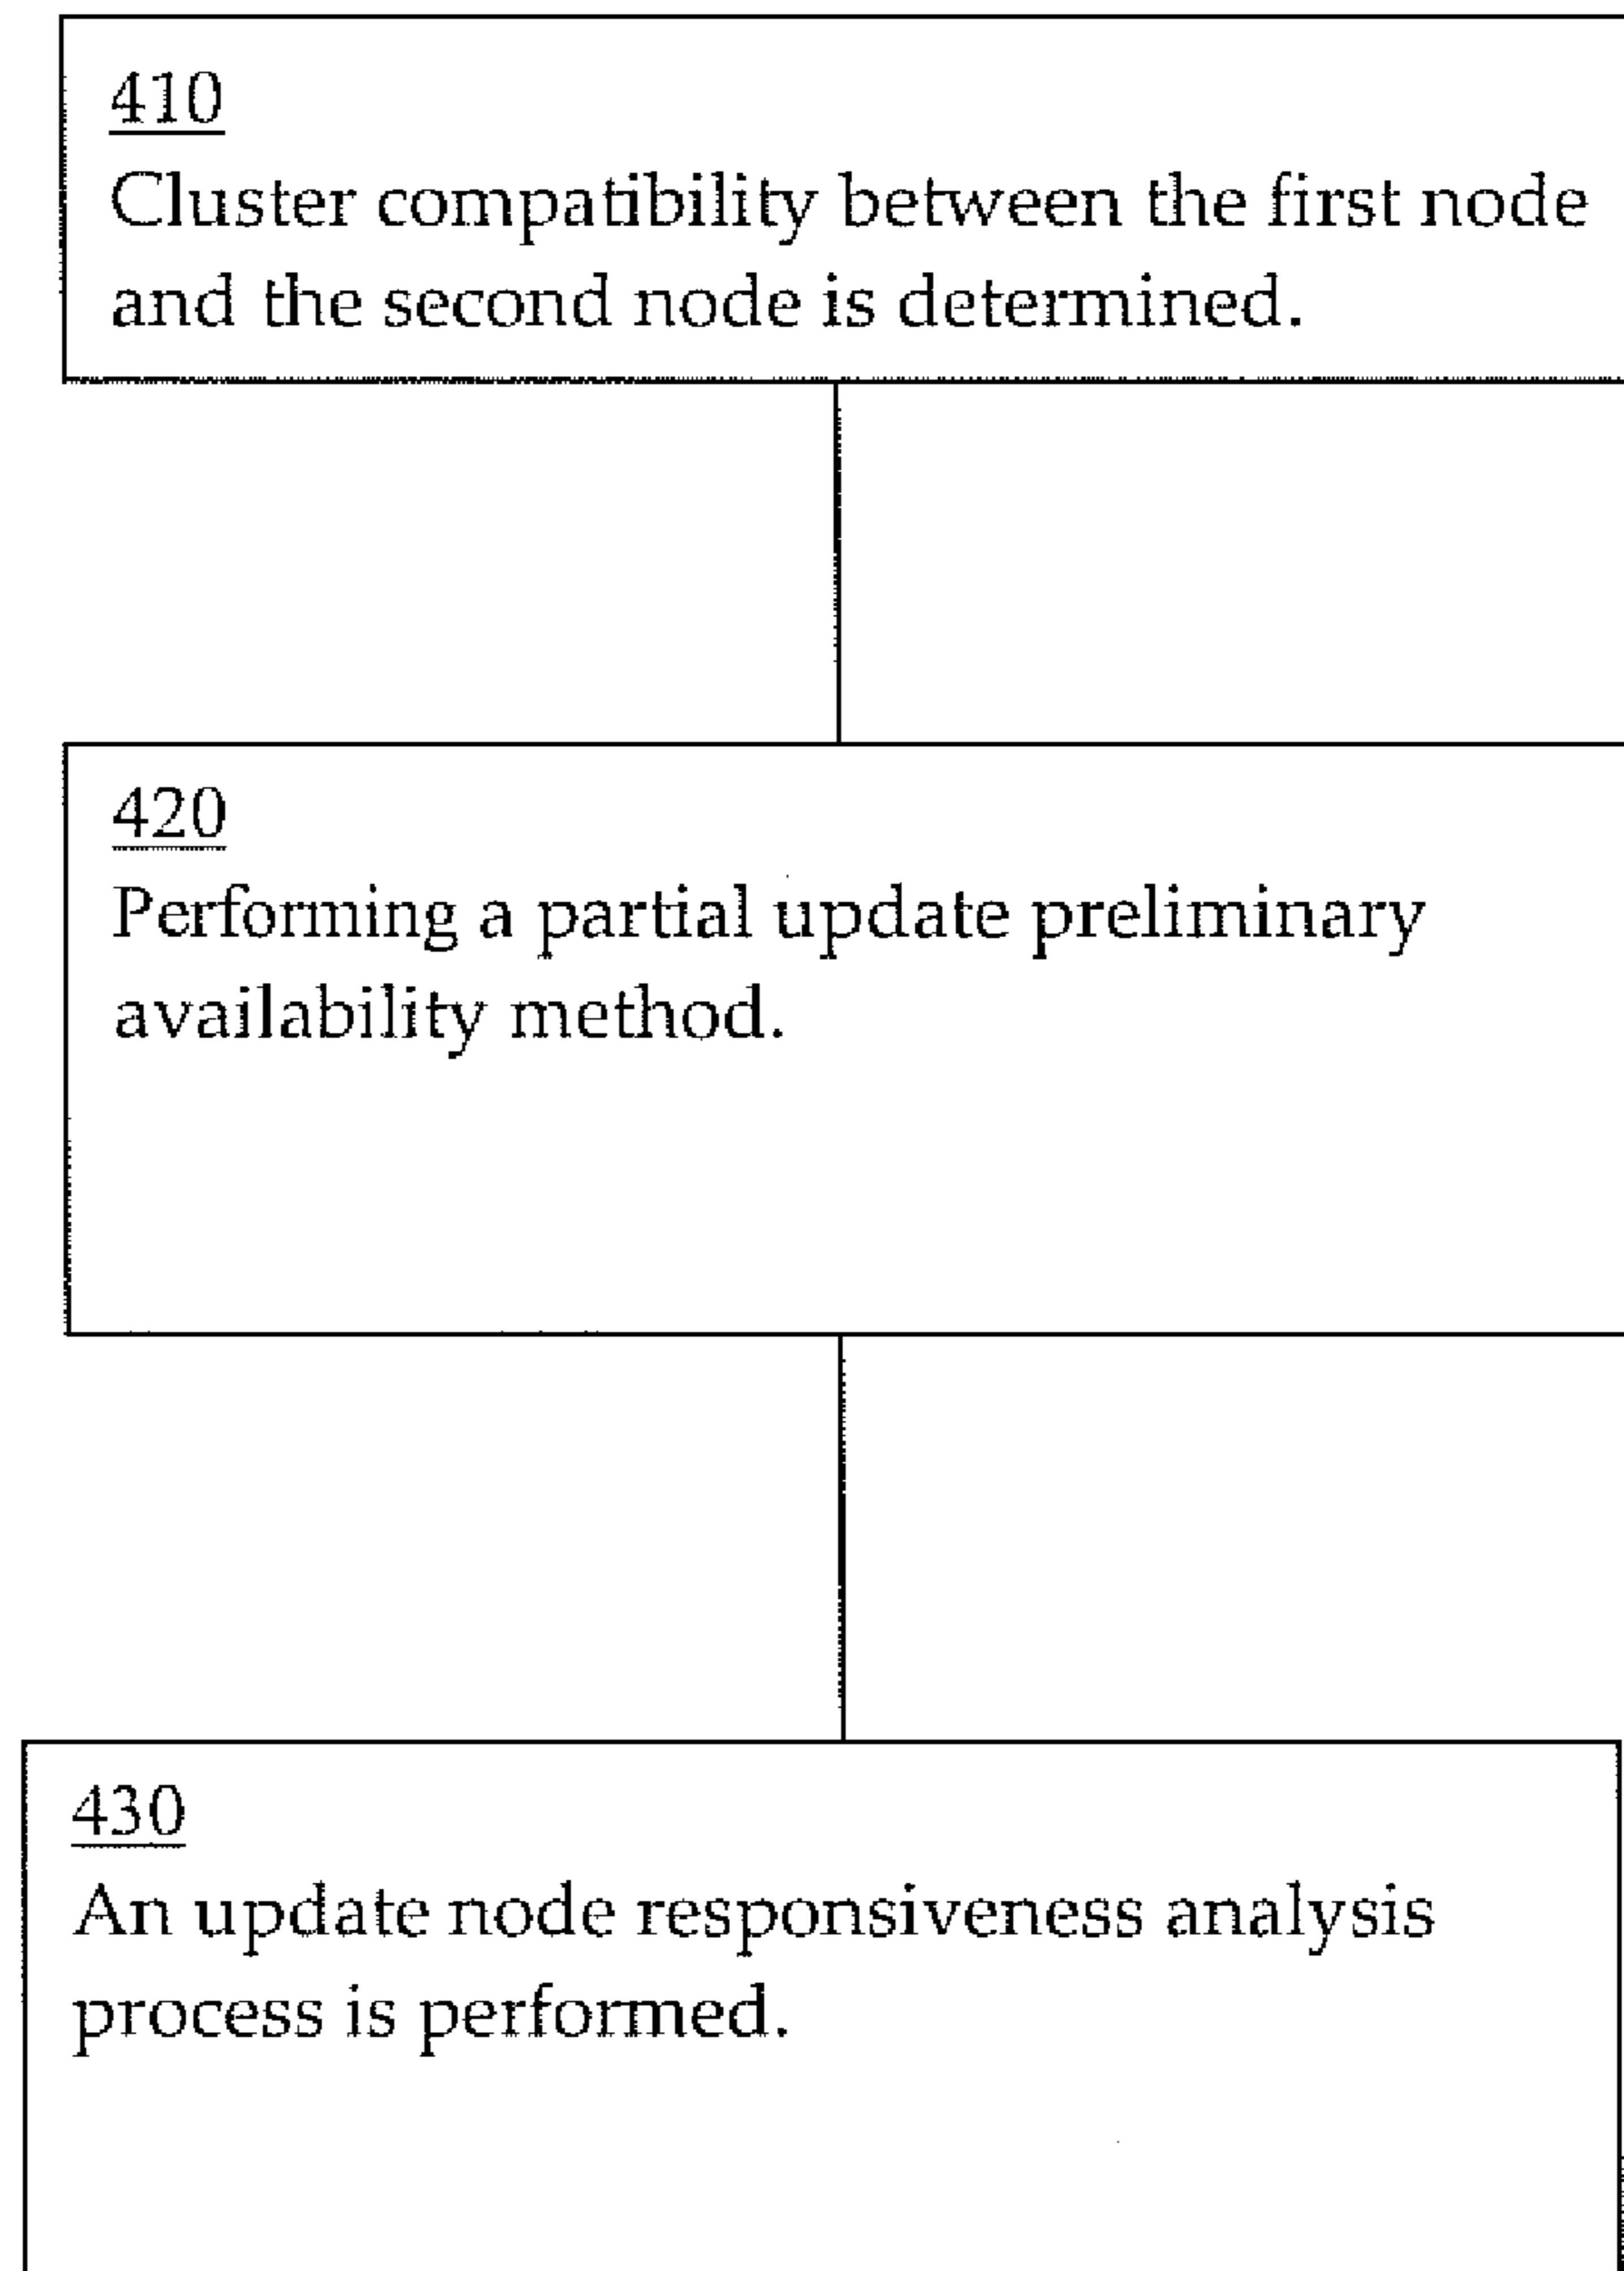 410
Cluster compatibility between the first node
and the second node is determined.
420
Performing a partial update preliminary
availability method.
430
An update node responsiveness analysis
process is performed.